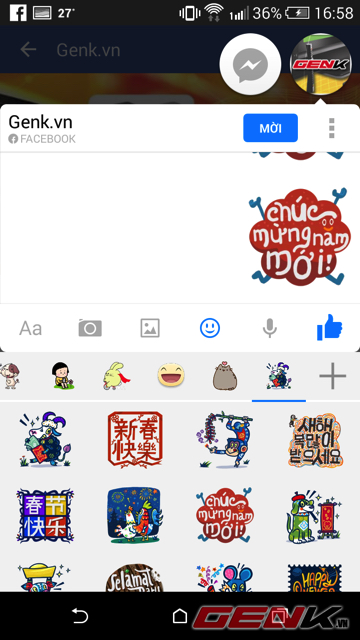 27°
36%
16:58
Genk.vn
GENK
Genk.vn
FACEBOOK
MỜI
chúc
mừng năm
mới!
Aa
新春
快樂
새해
복많이
받으세요
春节
快乐
chúc
mừng năm
mới!
Selamat
HAPPY
GENK.VN